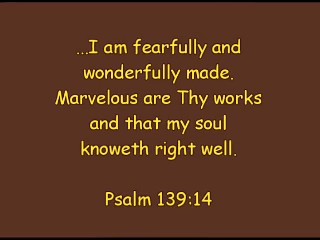 ...I am fearfully and
wonderfully made.
Marvelous are Thy works
and that my soul
knoweth right well.
Psalm 139:14